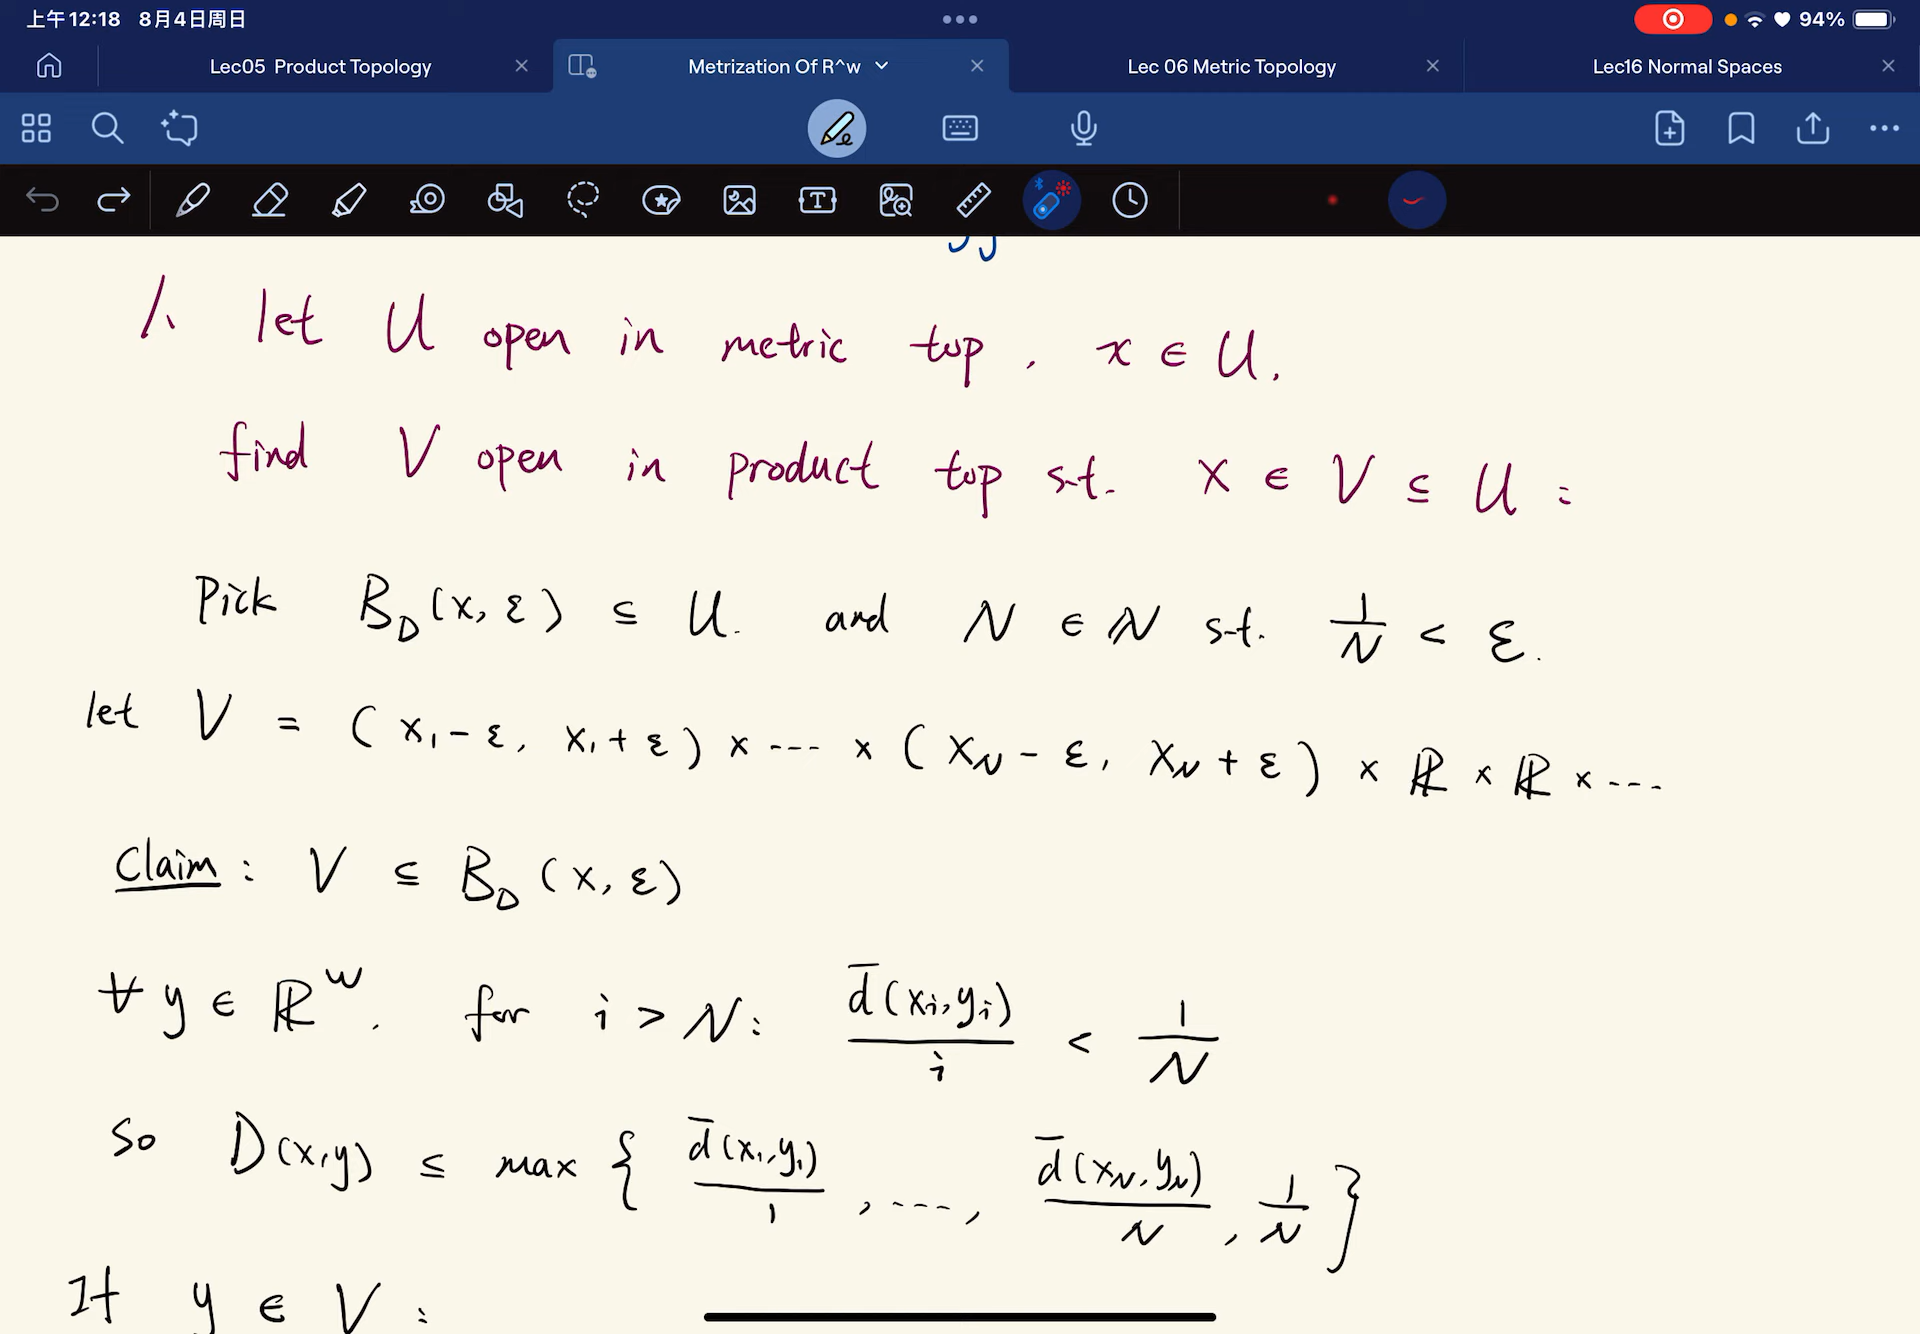 上午12:18 8月4日周日 94%
Lec05 Product Topology Metrization Of R^w Lec 06 Metric Topology Lec16 Normal Spaces
1. let U open in metric top. x ∈ U.
find V open in product top s.t. x ∈ V ⊆ U :
Pick B_D(x, ε) ⊆ U. and N ∈ ℕ s.t. 1/N < ε.
let V = (x₁ - ε, x₁ + ε) × --- × (x_N - ε, x_N + ε) × ℝ × ℝ × ---
Claim : V ⊆ B_D (x, ε)
∀ y ∈ ℝ^w. for i > N: d̄(xᵢ, yᵢ)/i < 1/N
So D(x,y) ≤ max { d̄(x₁,y₁)/1 , ---, d̄(x_N, y_N)/N , 1/N }
If y ∈ V :